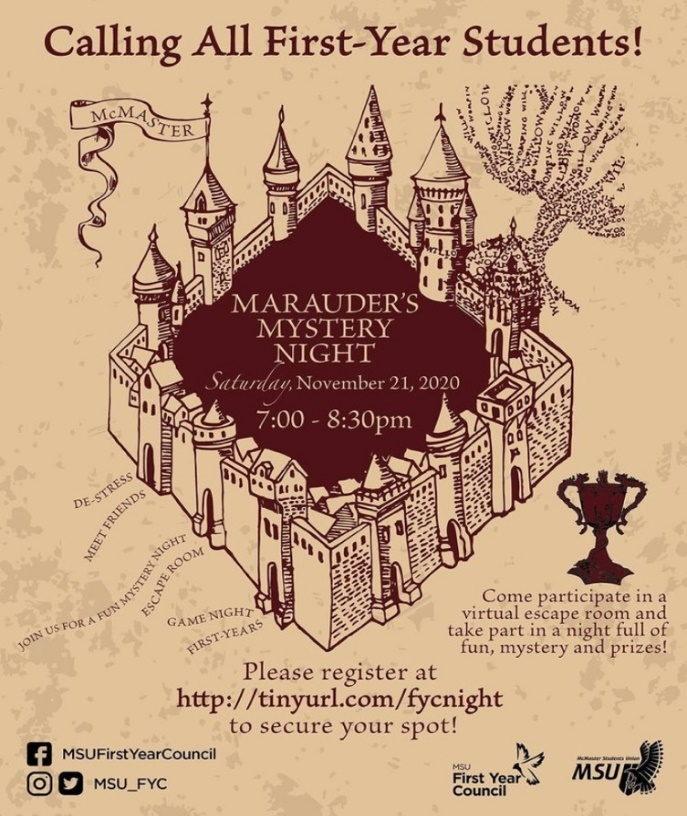 Calling All First-Year Students!
McMASTER
MARAUDER'S
MYSTERY
NIGHT
Saturday, November 21, 2020
7:00 - 8:30pm
DE-STRESS
MEET FRIENDS
JOIN US FOR A FUN MYSTERY NIGHT
ESCAPE ROOM
GAME NIGHT
FIRST-YEARS
Come participate in a
virtual escape room and
take part in a night full of
fun, mystery and prizes!
Please register at
http://tinyurl.com/fycnight
to secure your spot!
MSUFirstYearCouncil
MSU_FYC
MSU
First Year
Council
McMaster Students Union
MSU